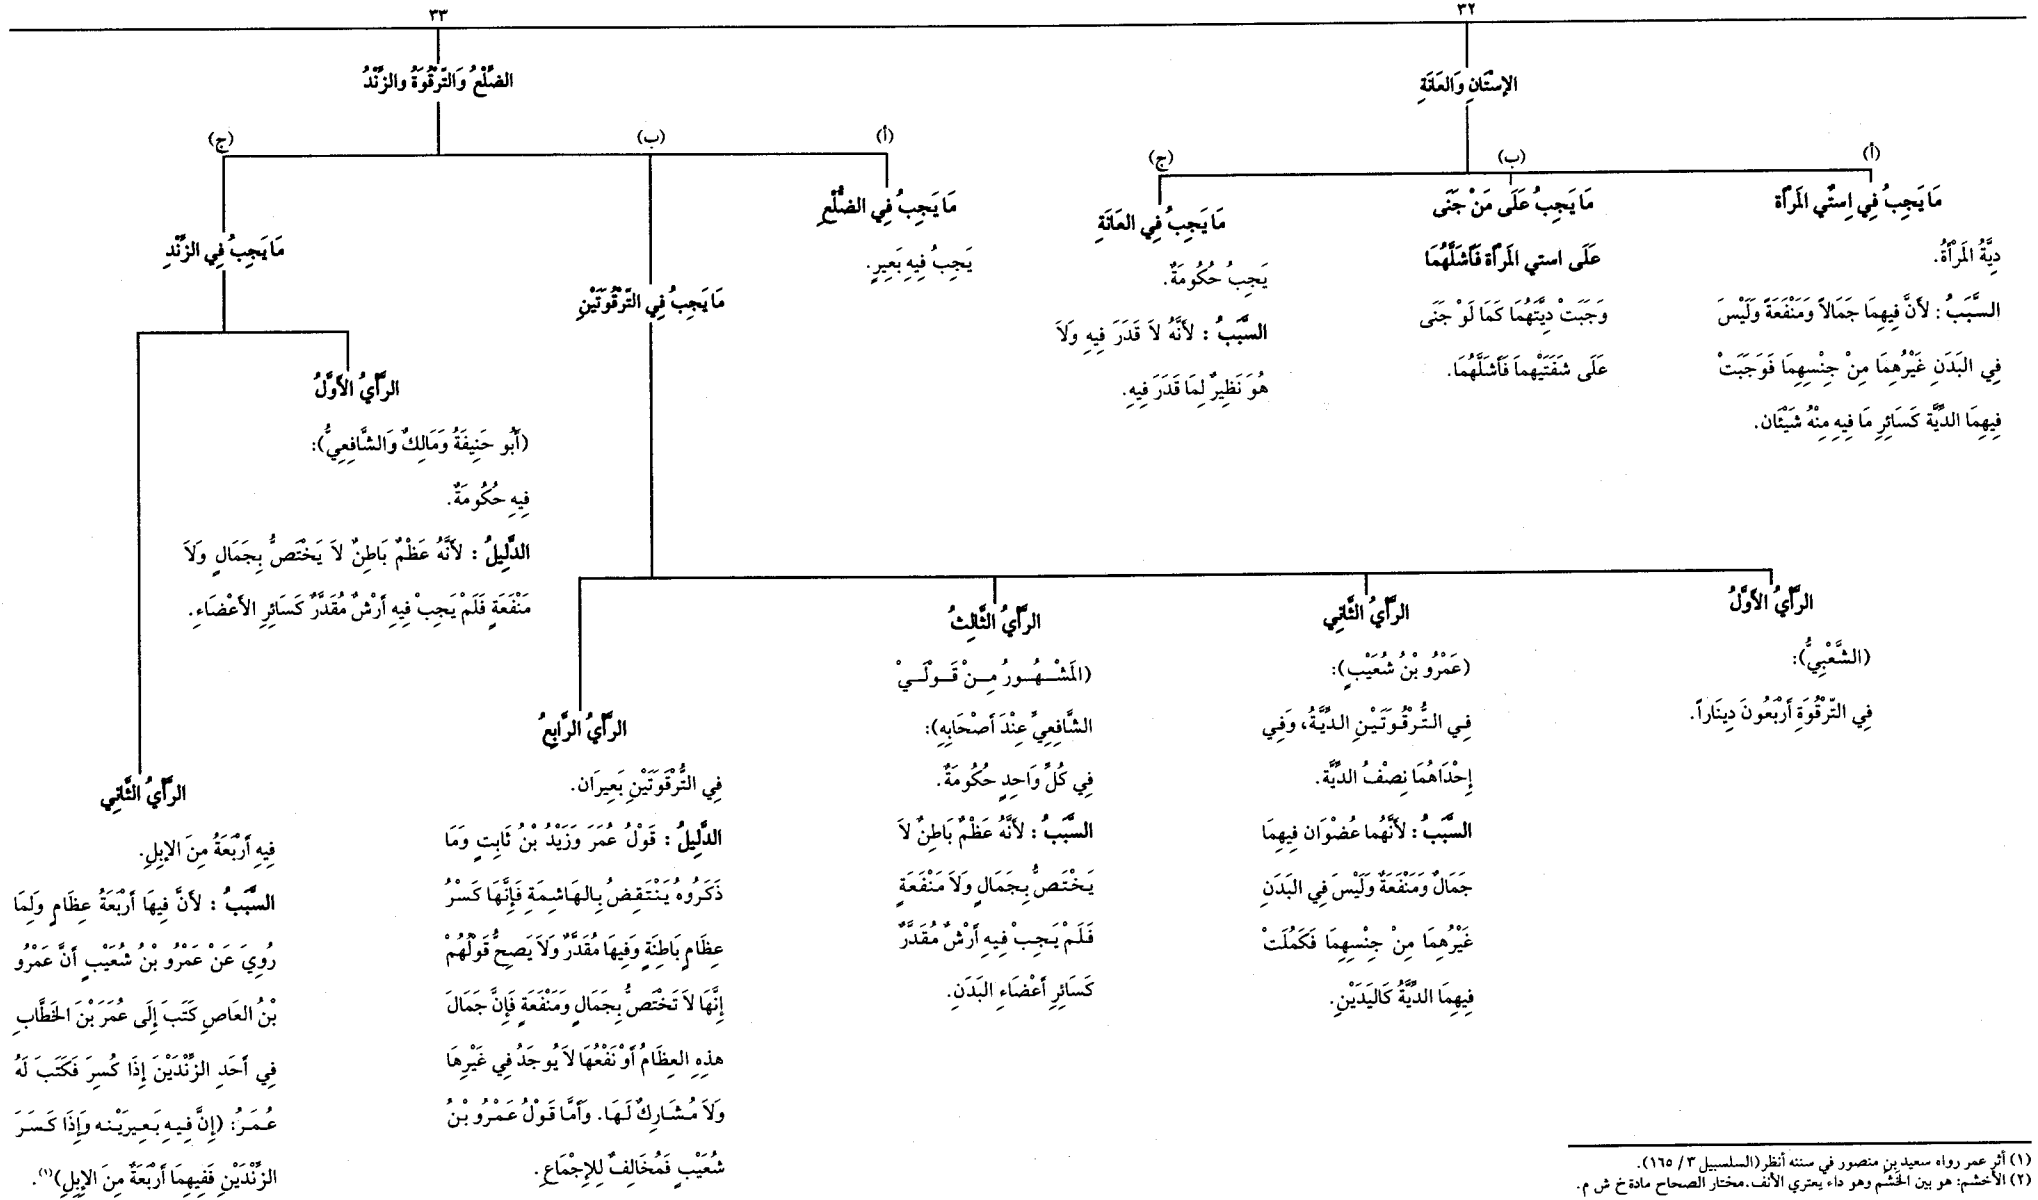 ٣٢
الإسْتَانِ وَالعَانَةِ
(أ)
مَا يَجِبُ فِي اِسْتَي المَرْأَة
دِيَّةُ المَرْأَةُ.
السَّبَبُ : لأَنَّ فِيهِمَا جَمَالاً وَمَنْفَعَةً وَلَيْسَ
فِي البَدَنِ غَيْرُهِمَا مِنْ جِنْسِهِمَا فَوَجَبَتْ
فِيهِمَا الدِّيَّة كَسَائِرِ مَا فِيهِ مِنْهُ شَيْئَان.
(ب)
مَا يَجِبُ عَلَى مَنْ جَنَى
عَلَى استي المَرْأَة فَأَشَلَّهُمَا
وَجَبَتْ دِيَّتَهُمَا كَمَا لَوْ جَنَى
عَلَى شَفَتَيْهِماَ فَأَشَلَّهُمَا.
(ج)
مَا يَجِبُ فِي العَانَةِ
يَجِبُ حُكُومَةٌ.
السَّبَبُ : لأَنَّهُ لاَ قَدَرَ فِيهِ وَلاَ
هُوَ نَظِيرٌ لِمَا قَدَرَ فِيهِ.
٣٣
الضِّلْعُ وَالتّرْقُوَةُ والزَّنْدُ
(أ)
مَا يَجِبُ فِي الضِّلْعِ
يَجِبُ فِيهِ بَعِيرٍ.
(ب)
مَا يَجِبُ فِي التّرْقُوَتَيْنِ
الرَّأْيُ الأَوَّلُ
(الشَّعْبِيُّ):
فِي التّرْقُوَةِ أَرْبَعُونَ دِينَاراً.
الرَّأْيُ الثَّانِي
(عَمْرُو بْنُ شُعَيْبٍ):
فِي التُّرْقُوَتَيْنِ الدِّيَّةُ، وَفِي
إِحْدَاهُمَا نِصْفُ الدِّيَّة.
السَّبَبُ : لأَنَّهُما عُضْوَان فِيهِمَا
جَمَالٌ وَمَنْفَعَةٌ وَلَيْسَ فِي البَدَنِ
غَيْرُهِمَا مِنْ جِنْسِهِمَا فَكَمُلَتْ
فِيهِمَا الدِّيَّةُ كَاليَدَيْنِ.
الرَّأْيُ الثَّالِثُ
(المَشْهُورُ مِنْ قَوْلَيْ
الشَّافِعِيِّ عِنْدَ أَصْحَابِهِ):
فِي كُلِّ وَاحِدٍ حُكُومَةٌ.
السَّبَبُ : لأَنَّهُ عَظْمٌ بَاطِنٌ لاَ
يَخْتَصُّ بِجَمَالٍ وَلاَ مَنْفَعَةٍ
فَلَمْ يَجِبْ فِيهِ أَرْشٌ مُقَدَّرٌ
كَسَائِرِ أَعْضَاءِ البَدَنِ.
الرَّأْيُ الرَّابِعُ
فِي التُّرْقَوَتَيْنِ بَعِيرَان.
الدَّلِيلُ : قَوْلُ عُمَرَ وَزَيْدُ بْنُ ثَابِتٍ وَمَا
ذَكَرُوهُ يَنْتَقِضُ بِالهَاشِمَةِ فَإِنَّهَا كَسْرُ
عِظَامٍ بَاطِنَةٍ وَفِيهَا مُقَدَّرٌ وَلاَ يَصِحُّ قَوْلُهُمْ
إِنَّهَا لاَ تَخْتَصُّ بِجَمَالٍ وَمَنْفَعَةٍ فَإِنَّ جَمَالَ
هذِهِ العِظَامُ أَوْ نَفْعُهَا لاَ يُوجَدُ فِي غَيْرِهَا
وَلاَ مُشَارِكٌ لَهَا. وَأَمَّا قَوْلُ عَمْرُو بْنُ
شُعَيْبٍ فَمُخَالِفٌ لِلإِجْمَاعِ.
(ج)
مَا يَجِبُ فِي الزَّنْدِ
الرَّأْيُ الأَوَّلُ
(أَبُو حَنِيفَةُ وَمَالِكٌ وَالشَّافِعِيُّ):
فِيهِ حُكُومَةٌ.
الدَّلِيلُ : لأَنَّهُ عَظْمٌ بَاطِنٌ لاَ يَخْتَصُّ بِجَمَالٍ وَلاَ
مَنْفَعَةٍ فَلَمْ يَجِبْ فِيهِ أَرْشٌ مُقَدَّرٌ كَسَائِرِ الأَعْضَاءِ.
الرَّأْيُ الثَّانِي
فِيهِ أَرْبَعَةُ مِنَ الإِبِلِ.
السَّبَبُ : لأَنَّ فِيهَا أَرْبَعَةُ عِظَامٍ وَلِمَا
رُوِيَ عَنْ عَمْرُو بْنُ شُعَيْبٍ أَنَّ عَمْرُو
بْنُ العَاصِ كَتَبَ إِلَى عُمَرَ بْنَ الخَطَّابِ
فِي أَحَدِ الزَّنْدَيْنَ إِذَا كُسِرَ فَكَتَبَ لَهُ
عُمَرُ: (إِنَّ فِيهِ بَعِيرَيْنه وَإِذَا كَسَرَ
الزَّنْدَيْنِ فَفِيهِمَا أَرْبَعَةٌ مِنَ الإِبِلِ)(١).
(١) أثر عمر رواه سعيد بن منصور في سننه أنظر (السلسبيل ٣/ ١٦٥).
(٢) الأخشم: هو بين الخَشَم وهو داء يعتري الأنف.مختار الصحاح مادة خ ش م.